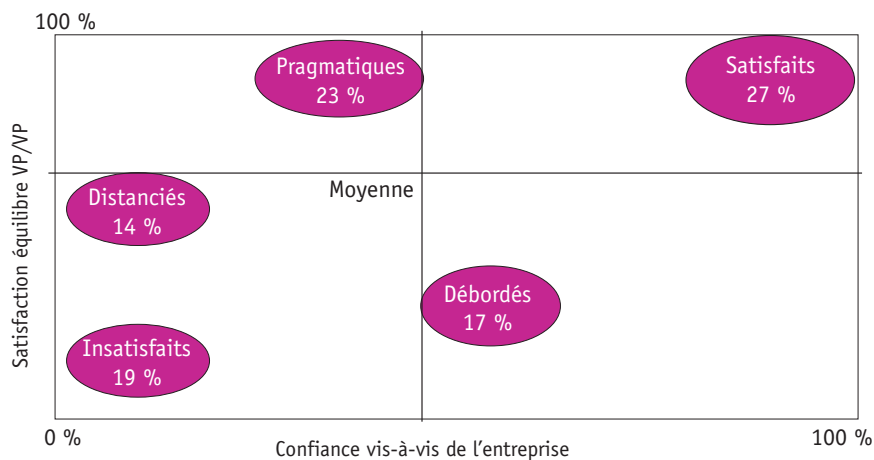 100 %
Pragmatiques
23 %
Satisfaits
27 %
Satisfaction équilibre VP/VP
Moyenne
Distanciés
14 %
Débordés
17 %
Insatisfaits
19 %
0 %
Confiance vis-à-vis de l’entreprise
100 %